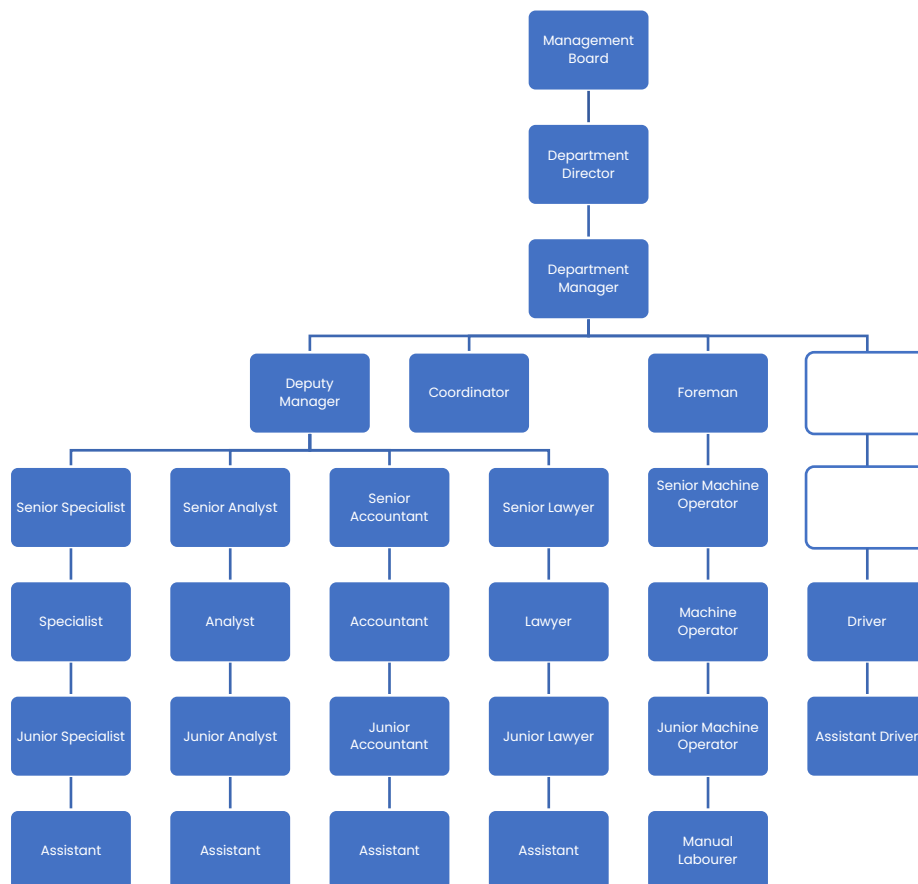 Management
Board
Department
Director
Department
Manager
Deputy
Manager
Coordinator
Foreman
Senior Specialist
Senior Analyst
Senior
Accountant
Senior Lawyer
Senior Machine
Operator
Specialist
Analyst
Accountant
Lawyer
Machine
Operator
Driver
Junior Specialist
Junior Analyst
Junior
Accountant
Junior Lawyer
Junior Machine
Operator
Assistant Driver
Assistant
Assistant
Assistant
Assistant
Manual
Labourer